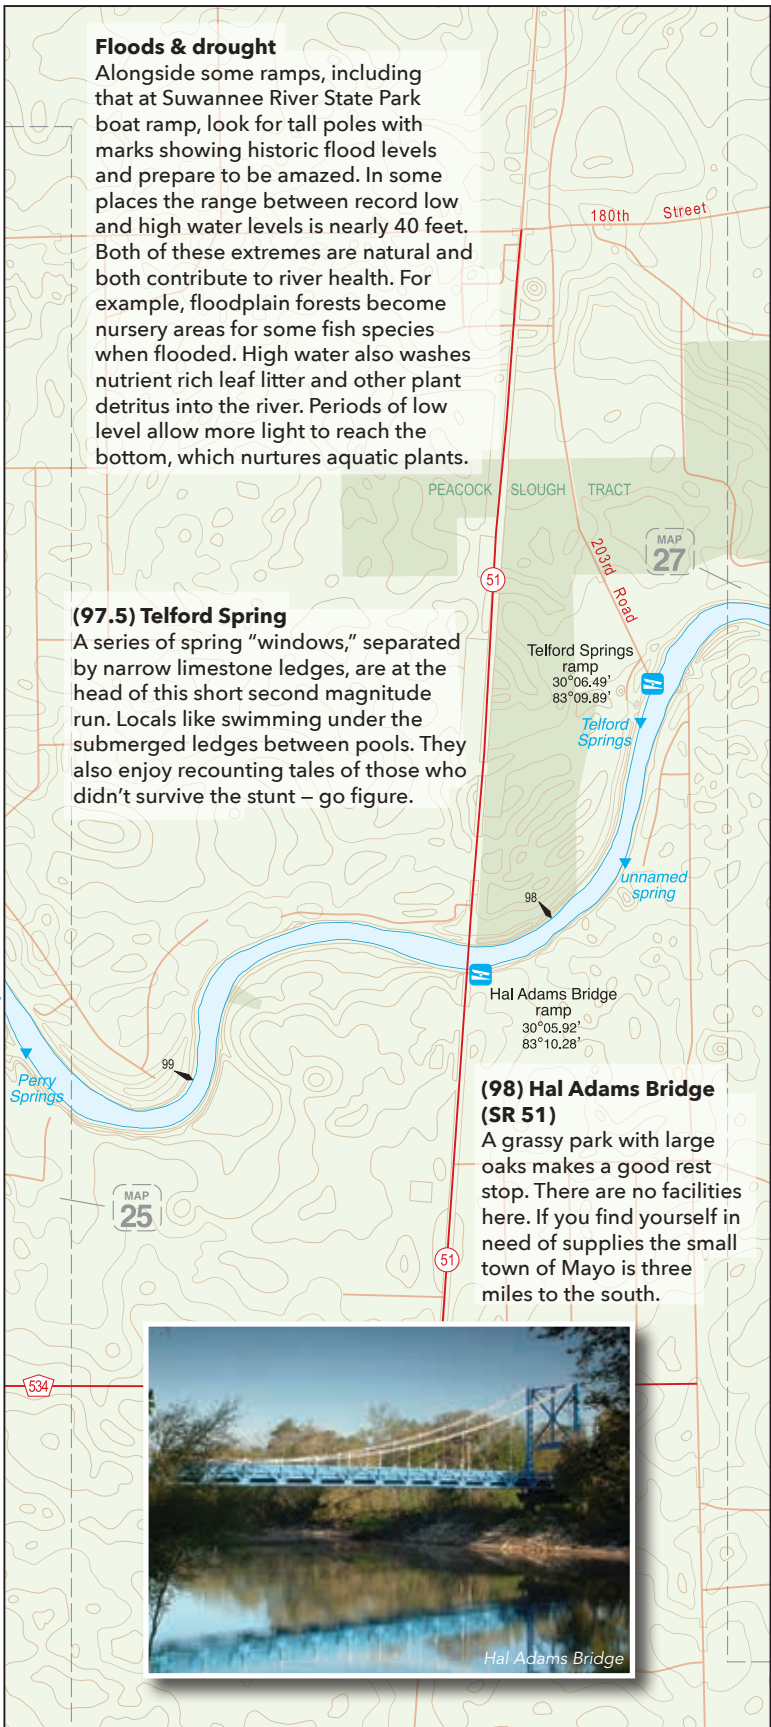 Floods & drought
Alongside some ramps, including
that at Suwannee River State Park
boat ramp, look for tall poles with
marks showing historic flood levels
and prepare to be amazed. In some
places the range between record low
and high water levels is nearly 40 feet.
Both of these extremes are natural and
both contribute to river health. For
example, floodplain forests become
nursery areas for some fish species
when flooded. High water also washes
nutrient rich leaf litter and other plant
detritus into the river. Periods of low
level allow more light to reach the
bottom, which nurtures aquatic plants.
180th Street
PEACOCK SLOUGH TRACT
MAP
27
51
203rd Road
(97.5) Telford Spring
A series of spring “windows,” separated
by narrow limestone ledges, are at the
head of this short second magnitude
run. Locals like swimming under the
submerged ledges between pools. They
also enjoy recounting tales of those who
didn’t survive the stunt – go figure.
Telford Springs
ramp
30°06.49’
83°09.89’
Telford
Springs
unnamed
spring
98
Hal Adams Bridge
ramp
30°05.92’
83°10.28’
99
Perry
Springs
(98) Hal Adams Bridge
(SR 51)
A grassy park with large
oaks makes a good rest
stop. There are no facilities
here. If you find yourself in
need of supplies the small
town of Mayo is three
miles to the south.
MAP
25
51
534
Hal Adams Bridge